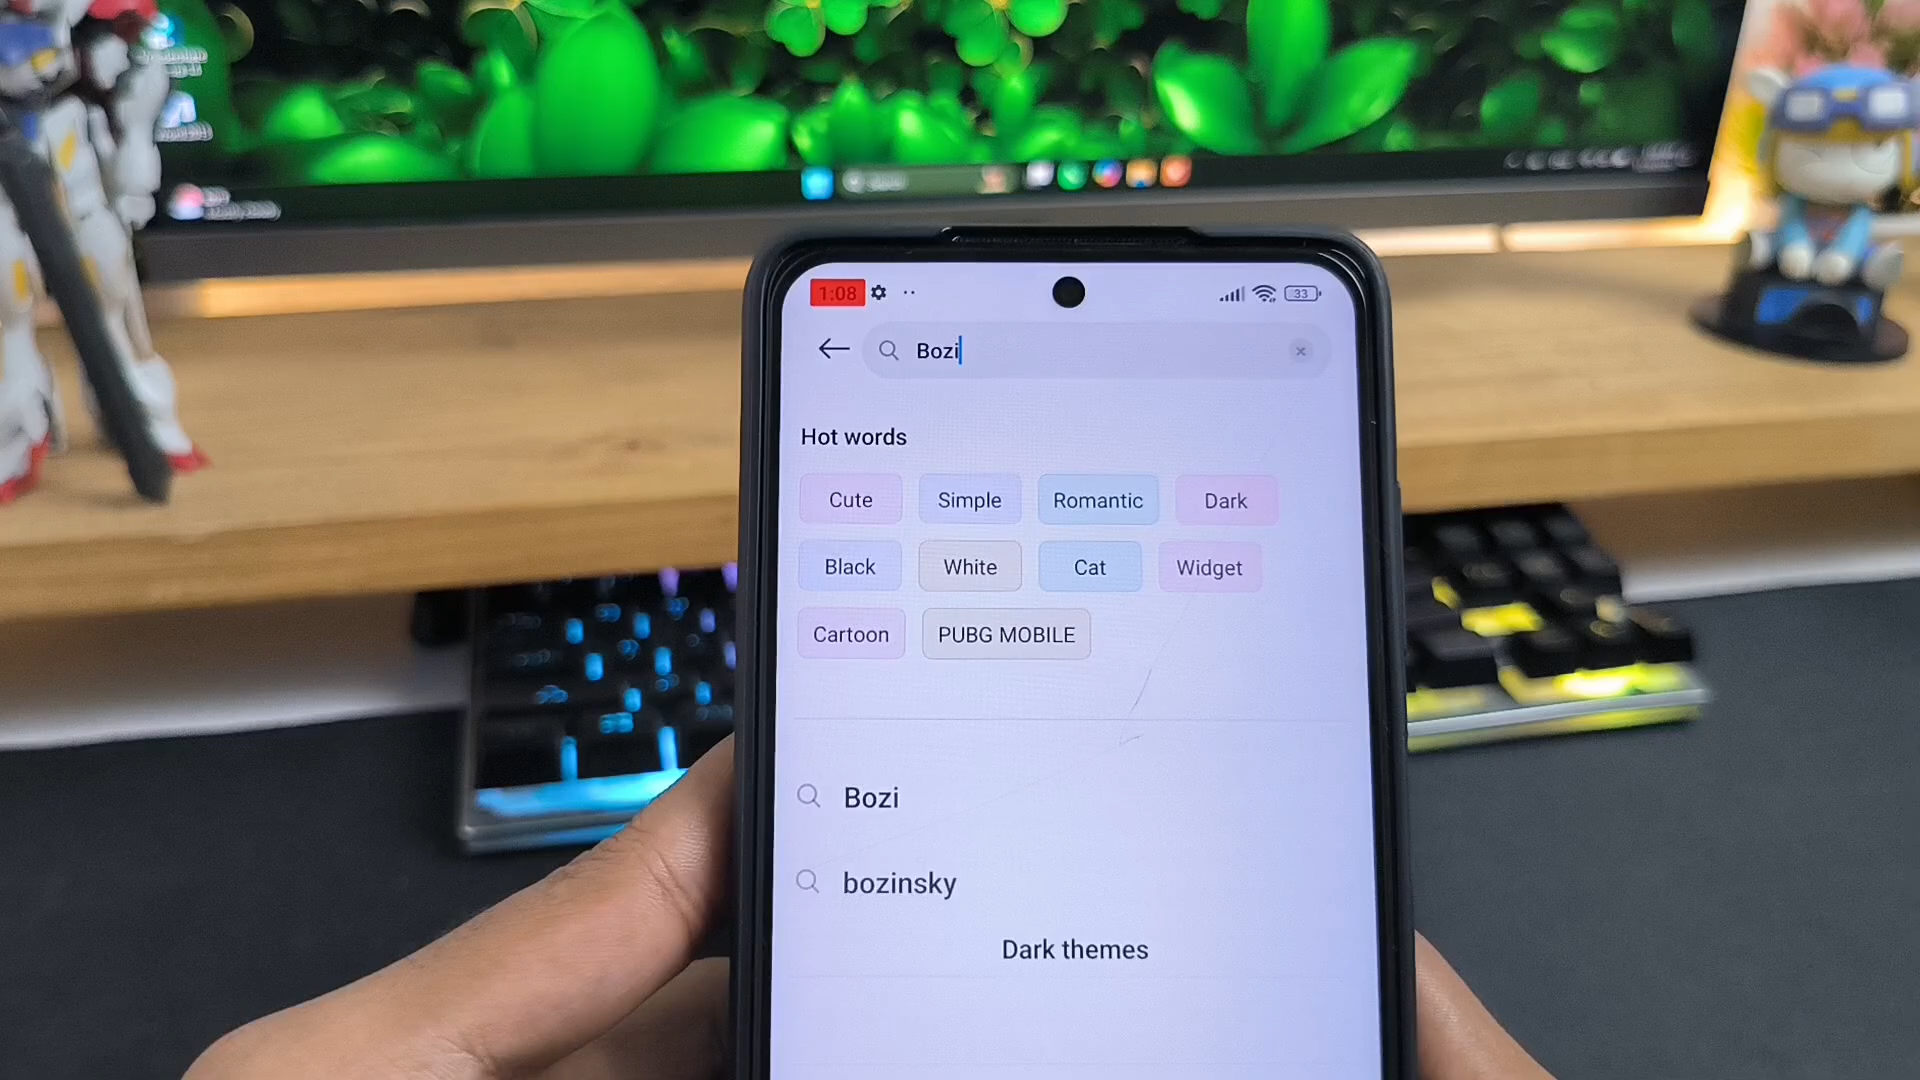 1:08
33
Bozi
Hot words
Cute Simple Romantic Dark
Black White Cat Widget
Cartoon PUBG MOBILE
Bozi
bozinsky
Dark themes